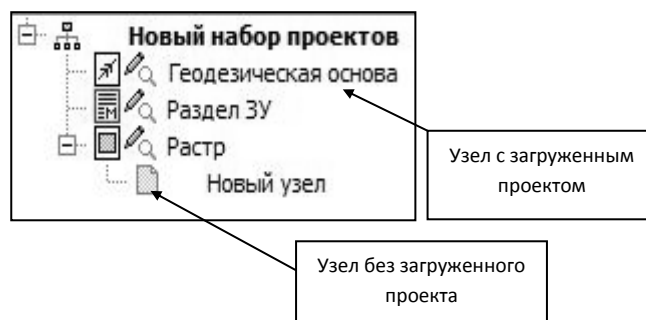 Новый набор проектов
Геодезическая основа
Раздел ЗУ
Растр
Новый узел
Узел с загруженным
проектом
Узел без загруженного
проекта